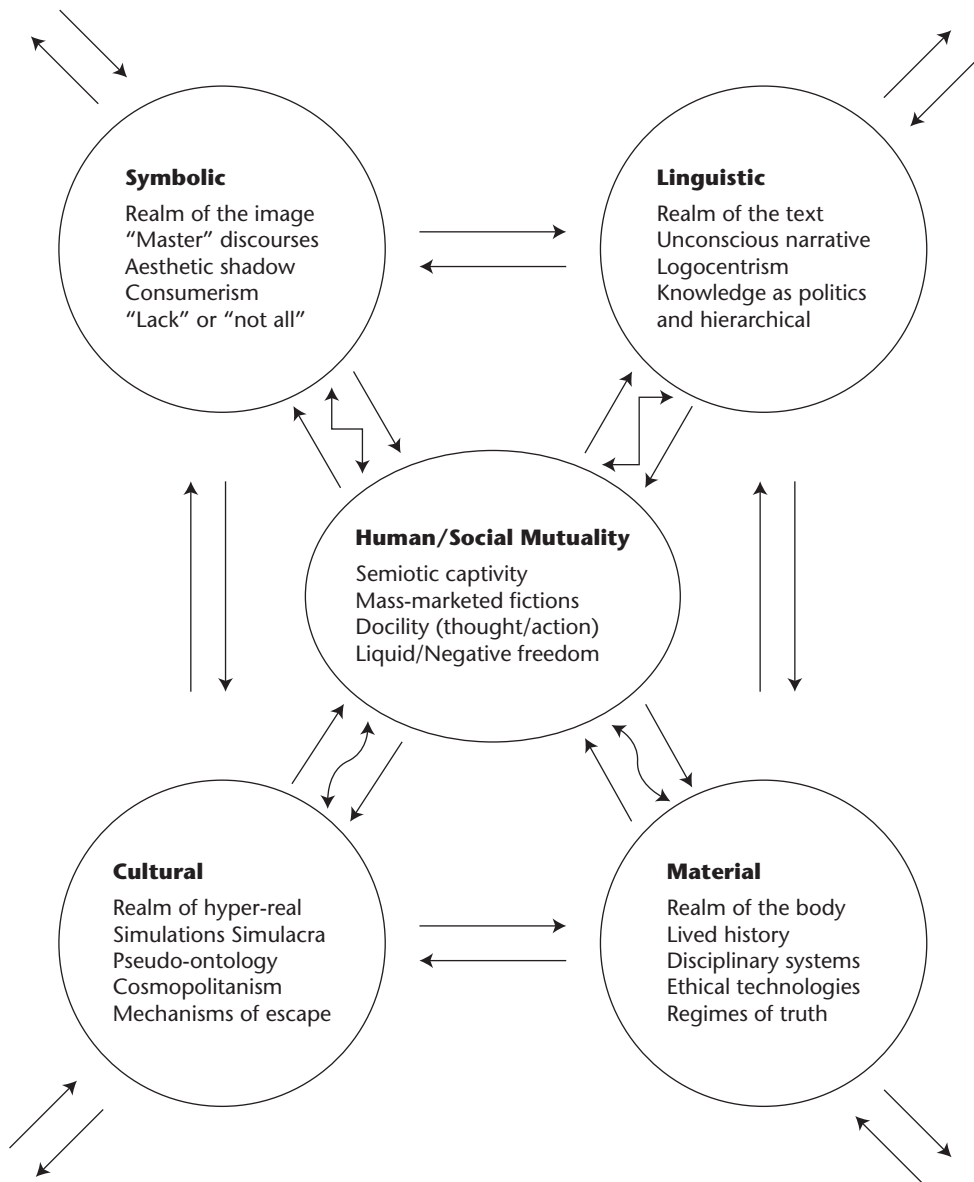 Symbolic
Realm of the image
“Master” discourses
Aesthetic shadow
Consumerism
“Lack” or “not all”
Linguistic
Realm of the text
Unconscious narrative
Logocentrism
Knowledge as politics
and hierarchical
Human/Social Mutuality
Semiotic captivity
Mass-marketed fictions
Docility (thought/action)
Liquid/Negative freedom
Cultural
Realm of hyper-real
Simulations Simulacra
Pseudo-ontology
Cosmopolitanism
Mechanisms of escape
Material
Realm of the body
Lived history
Disciplinary systems
Ethical technologies
Regimes of truth